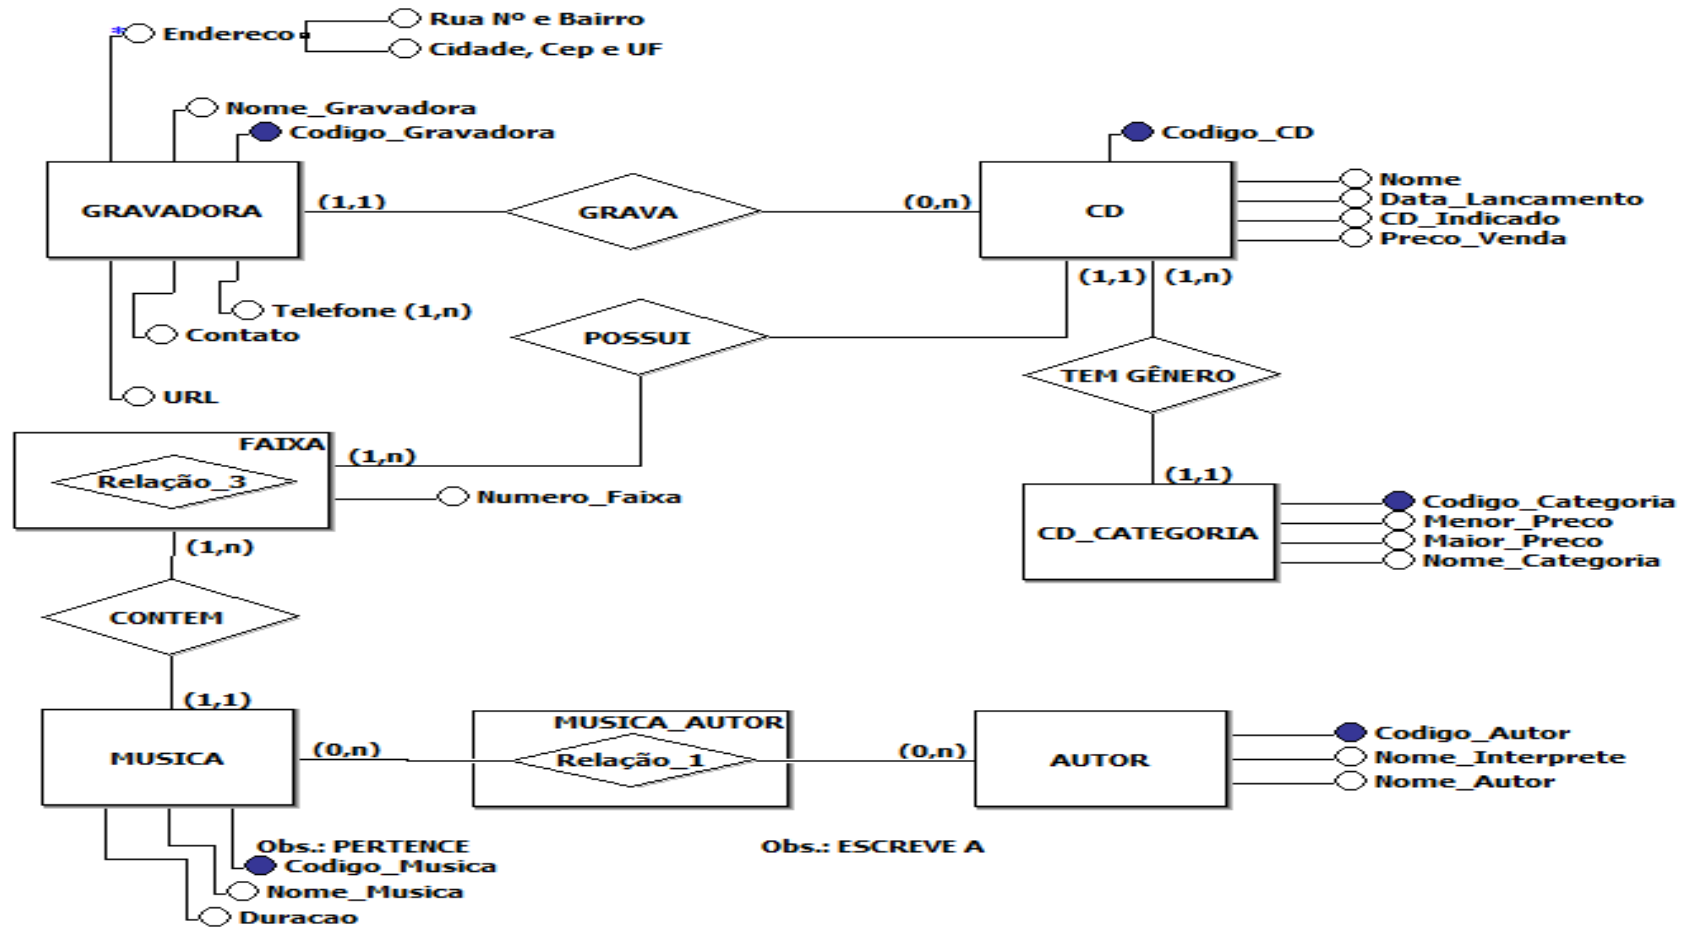 * Endereco
Rua Nº e Bairro
Cidade, Cep e UF
Nome_Gravadora
Codigo_Gravadora
Codigo_CD
GRAVADORA
(1,1)
GRAVA
(0,n)
CD
Nome
Data_Lancamento
CD_Indicado
Preco_Venda
(1,1)
(1,n)
Telefone (1,n)
Contato
POSSUI
TEM GÊNERO
URL
FAIXA
(1,n)
Relação_3
Numero_Faixa
(1,1)
CD_CATEGORIA
Codigo_Categoria
Menor_Preco
Maior_Preco
Nome_Categoria
(1,n)
CONTEM
(1,1)
MUSICA
(0,n)
MUSICA_AUTOR
Relação_1
(0,n)
AUTOR
Codigo_Autor
Nome_Interprete
Nome_Autor
Obs.: PERTENCE
Obs.: ESCREVE A
Codigo_Musica
Nome_Musica
Duracao